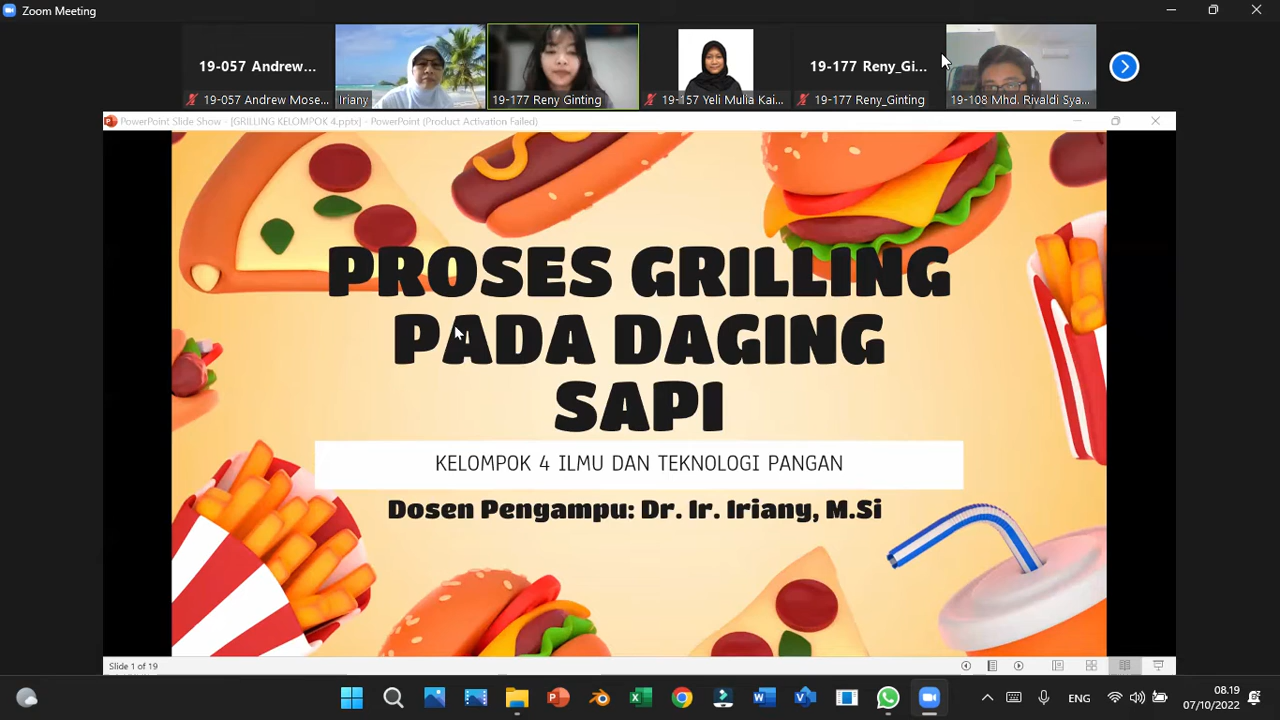 Zoom Meeting
19-057 Andrew...
19-177 Reny_Gi...
19-057 Andrew Mose...
Iriany
19-177 Reny Ginting
19-157 Yeli Mulia Kai...
19-177 Reny_Ginting
19-108 Mhd. Rivaldi Sya...
PowerPoint Slide Show - [GRILLING KELOMPOK 4.pptx] - PowerPoint (Product Activation Failed)
PROSES GRILLING
PADA DAGING
SAPI
KELOMPOK 4 ILMU DAN TEKNOLOGI PANGAN
Dosen Pengampu: Dr. Ir. Iriany, M.Si
Slide 1 of 19
ENG
08.19
07/10/2022